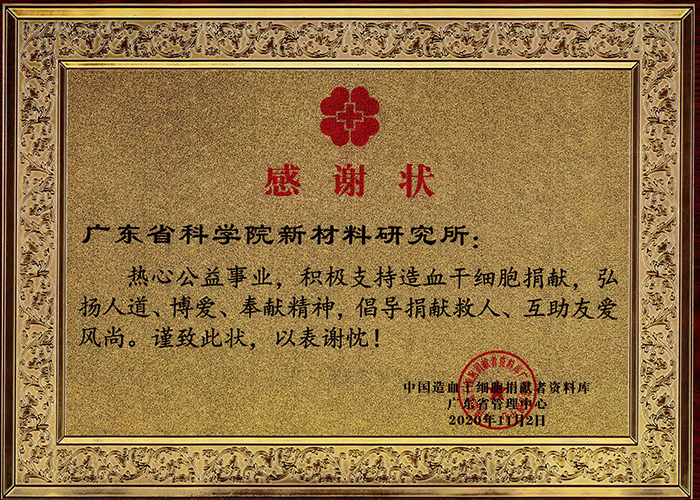 感谢状
广东省科学院新材料研究所：
热心公益事业，积极支持造血干细胞捐献，弘
扬人道、博爱、奉献精神，倡导捐献救人、互助友爱
风尚。谨致此状，以表谢忱！
中国造血干细胞捐献者资料库
广东省管理中心
2020年11月2日